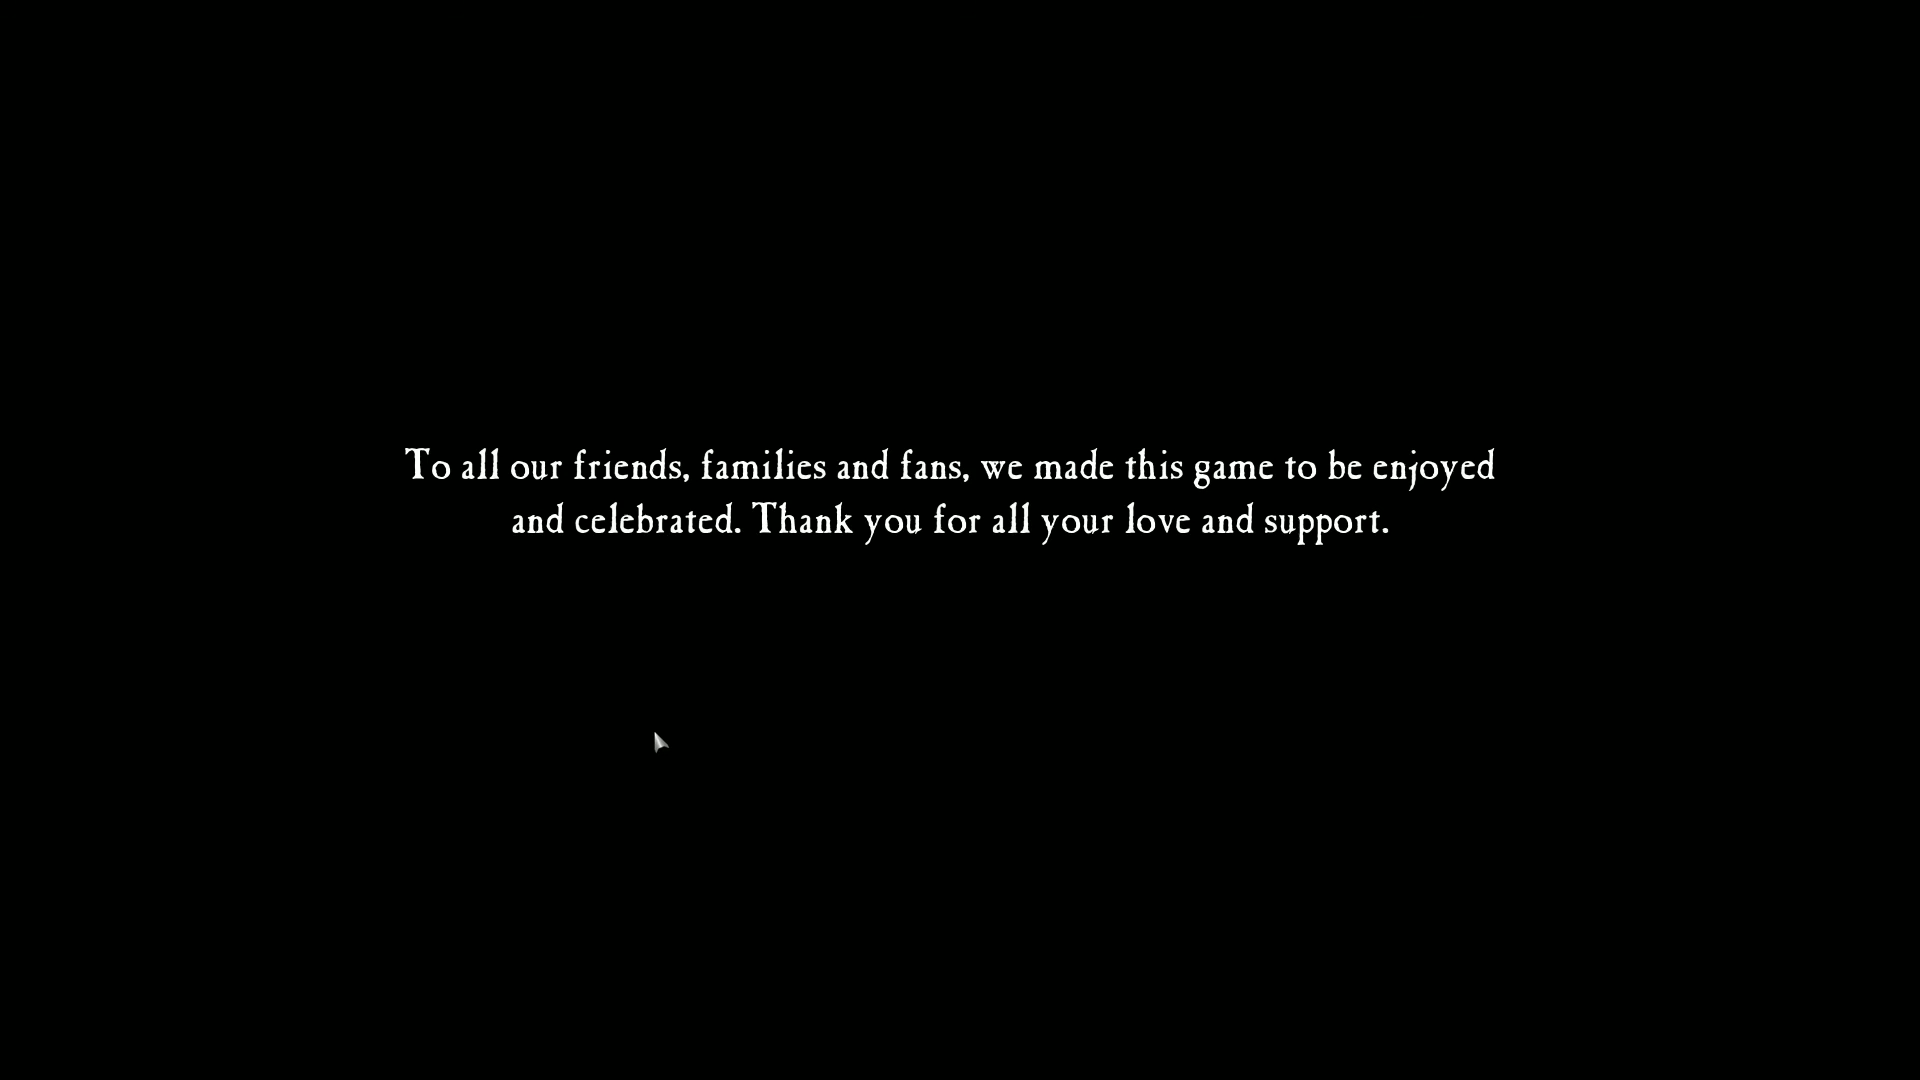 To all our friends, families and fans, we made this game to be enjoyed
and celebrated. Thank you for all your love and support.